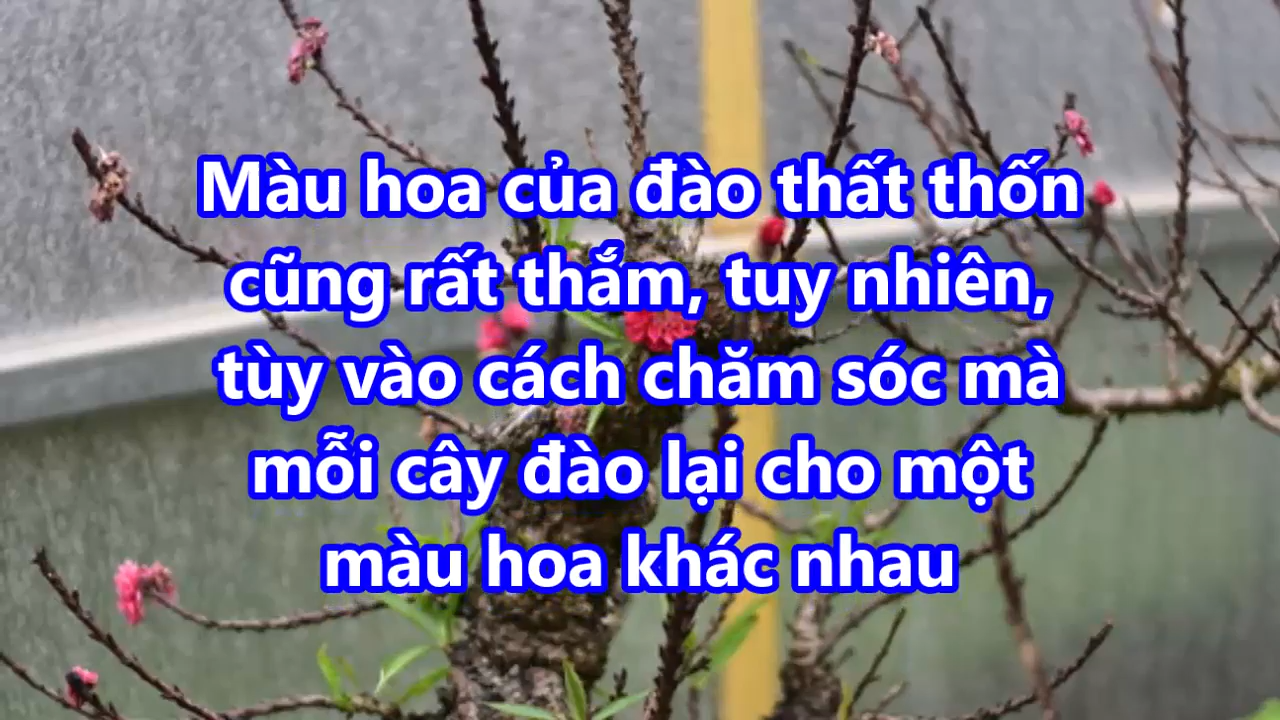 Màu hoa của đào thất thốn
cũng rất thắm, tuy nhiên,
tùy vào cách chăm sóc mà
mỗi cây đào lại cho một
màu hoa khác nhau